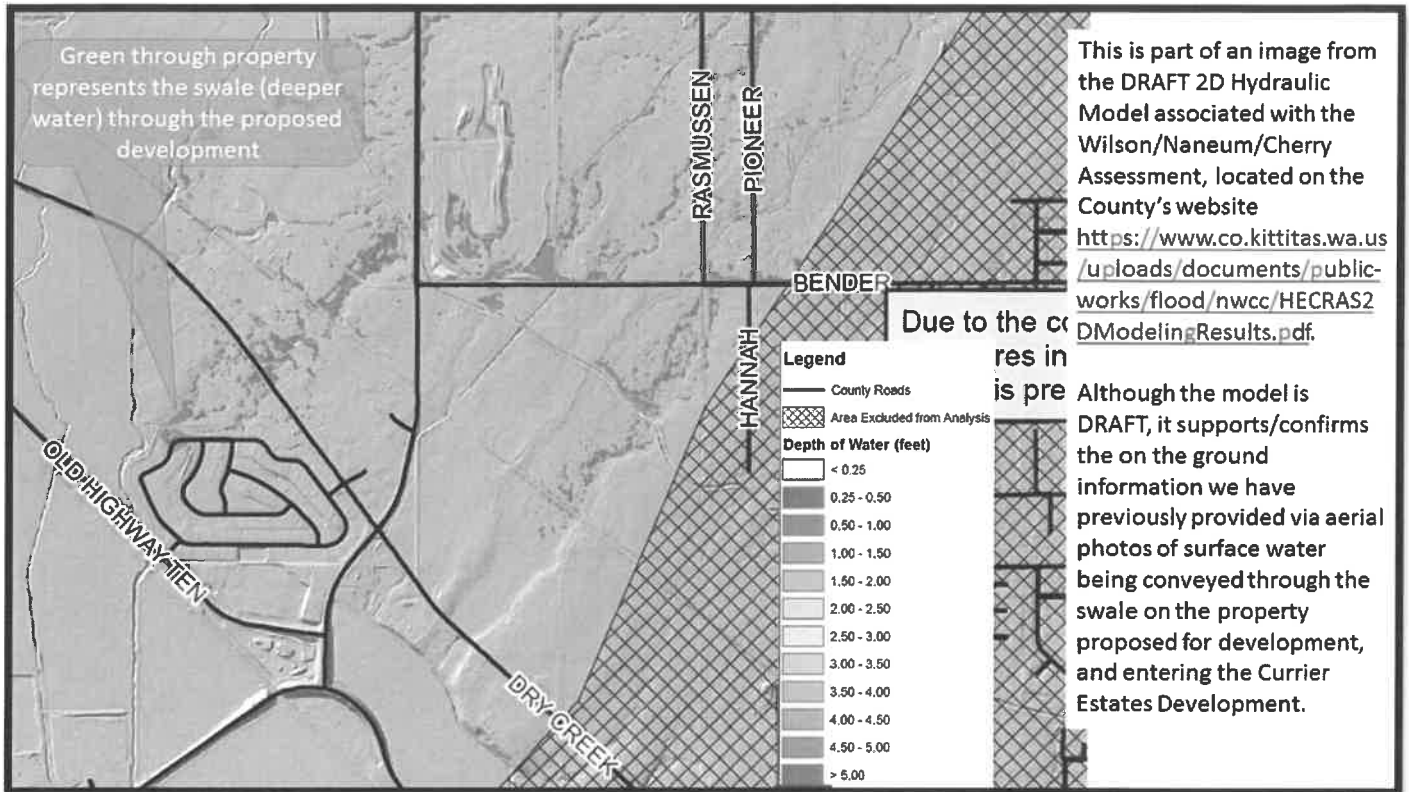 Green through property
represents the swale (deeper
water) through the proposed
development
RASMUSSEN
PIONEER
BENDER
HANNAH
OLD HIGHWAY TEN
DRY CREEK
Due to the
res in
is pre
Legend
County Roads
Area Excluded from Analysis
Depth of Water (feet)
< 0.25
0.25 - 0.50
0.50 - 1.00
1.00 - 1.50
1.50 - 2.00
2.00 - 2.50
2.50 - 3.00
3.00 - 3.50
3.50 - 4.00
4.00 - 4.50
4.50 - 5.00
> 5.00
This is part of an image from
the DRAFT 2D Hydraulic
Model associated with the
Wilson/Naneum/Cherry
Assessment, located on the
County's website
https://www.co.kittitas.wa.us
/uploads/documents/public-
works/flood/nwcc/HECRAS2
DModelingResults.pdf.
Although the model is
DRAFT, it supports/confirms
the on the ground
information we have
previously provided via aerial
photos of surface water
being conveyed through the
swale on the property
proposed for development,
and entering the Currier
Estates Development.